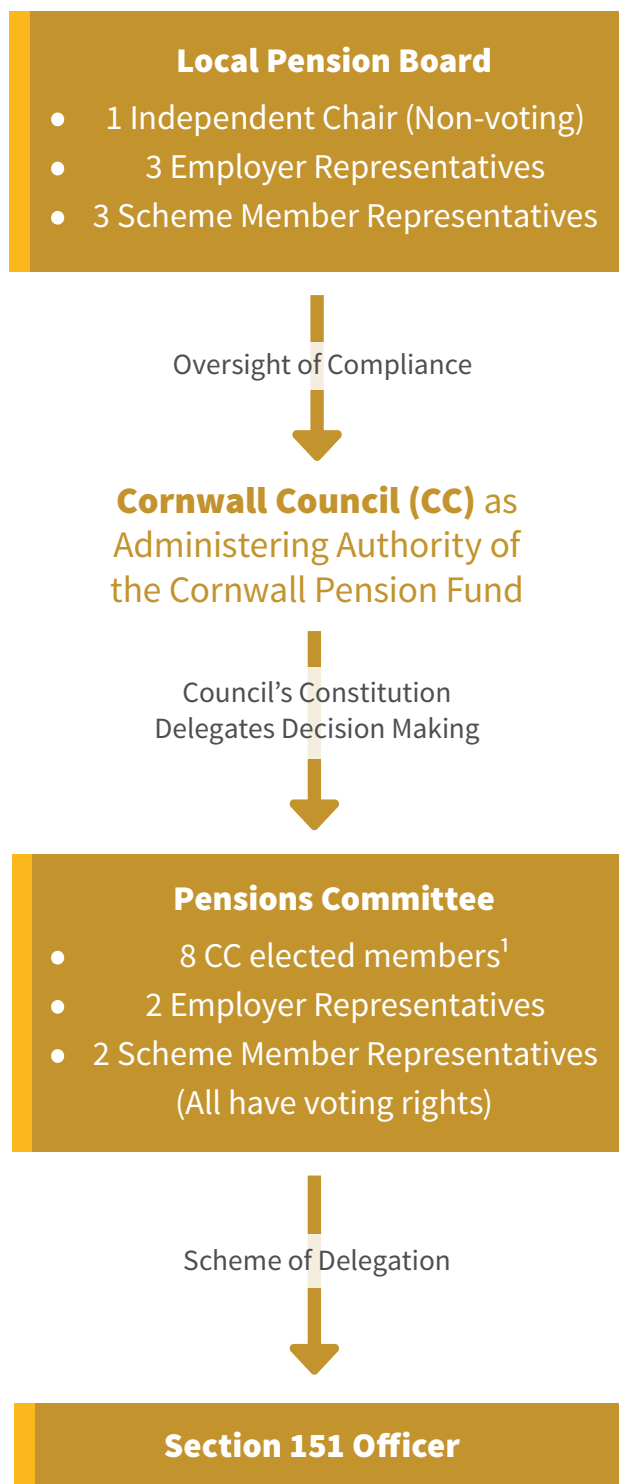 Local Pension Board
● 1 Independent Chair (Non-voting)
● 3 Employer Representatives
● 3 Scheme Member Representatives
Oversight of Compliance
Cornwall Council (CC) as
Administering Authority of
the Cornwall Pension Fund
Council’s Constitution
Delegates Decision Making
Pensions Committee
● 8 CC elected members¹
● 2 Employer Representatives
● 2 Scheme Member Representatives
(All have voting rights)
Scheme of Delegation
Section 151 Officer